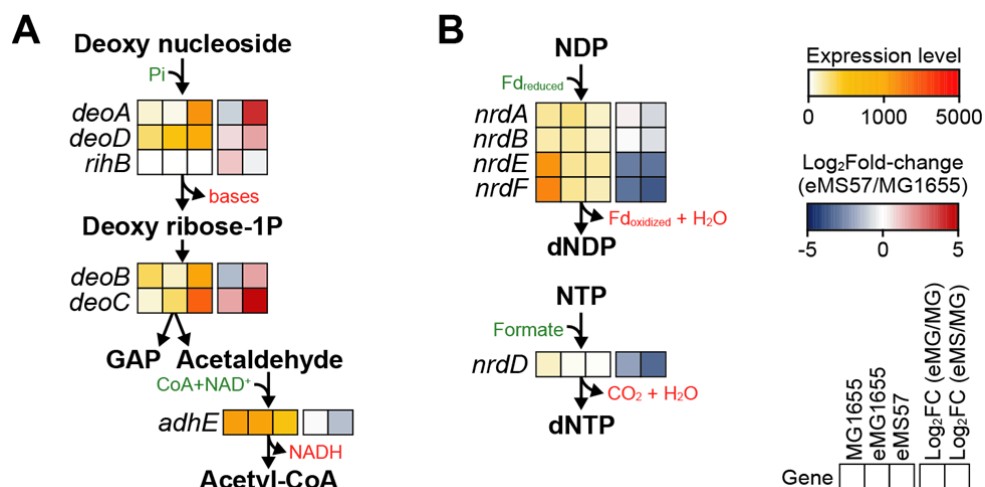 A
Deoxy nucleoside
Pi
deoA
deoD
rihB
bases
Deoxy ribose-1P
deoB
deoC
GAP Acetaldehyde
CoA+NAD⁺
adhE
NADH
Acetyl-CoA
B
NDP
Fdreduced
nrdA
nrdB
nrdE
nrdF
Fdoxidized + H₂O
dNDP
NTP
Formate
nrdD
CO₂ + H₂O
dNTP
Expression level
0 1000 5000
Log₂Fold-change
(eMS57/MG1655)
-5 0 5
MG1655
eMG1655
eMS57
Log₂FC (eMG/MG)
Log₂FC (eMS/MG)
Gene